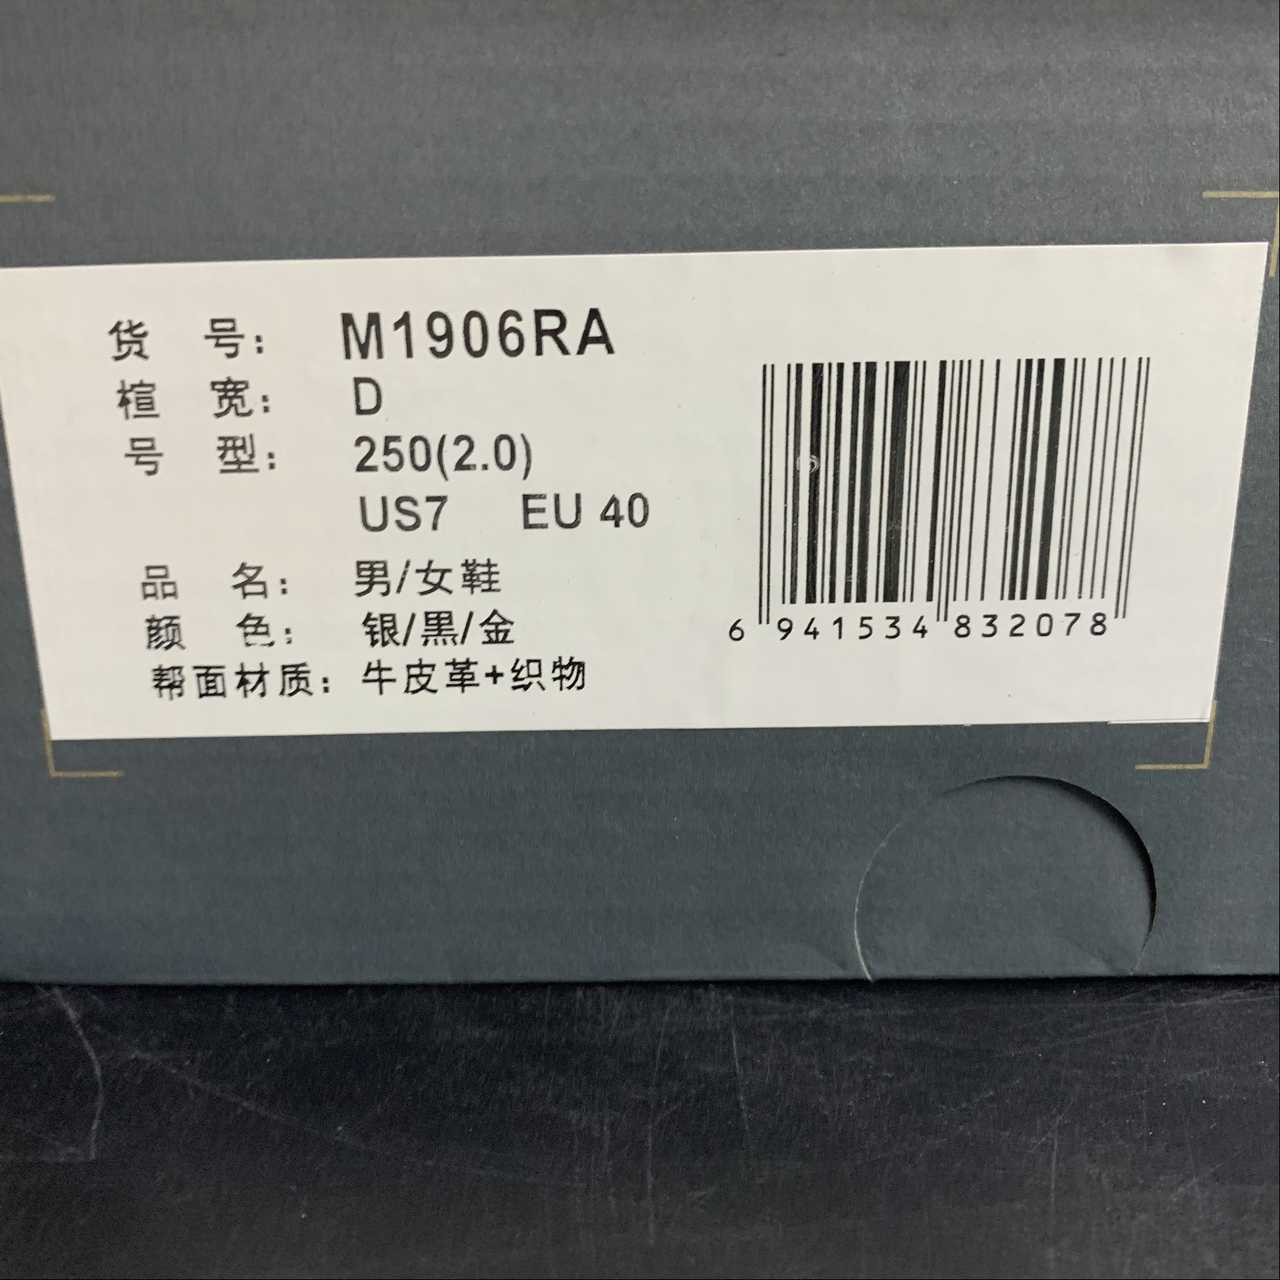 货 号: M1906RA
楦 宽: D
号 型: 250(2.0)
US7 EU 40
品 名: 男/女鞋
颜 色: 银/黑/金
帮面材质: 牛皮革+织物
6 941534 832078